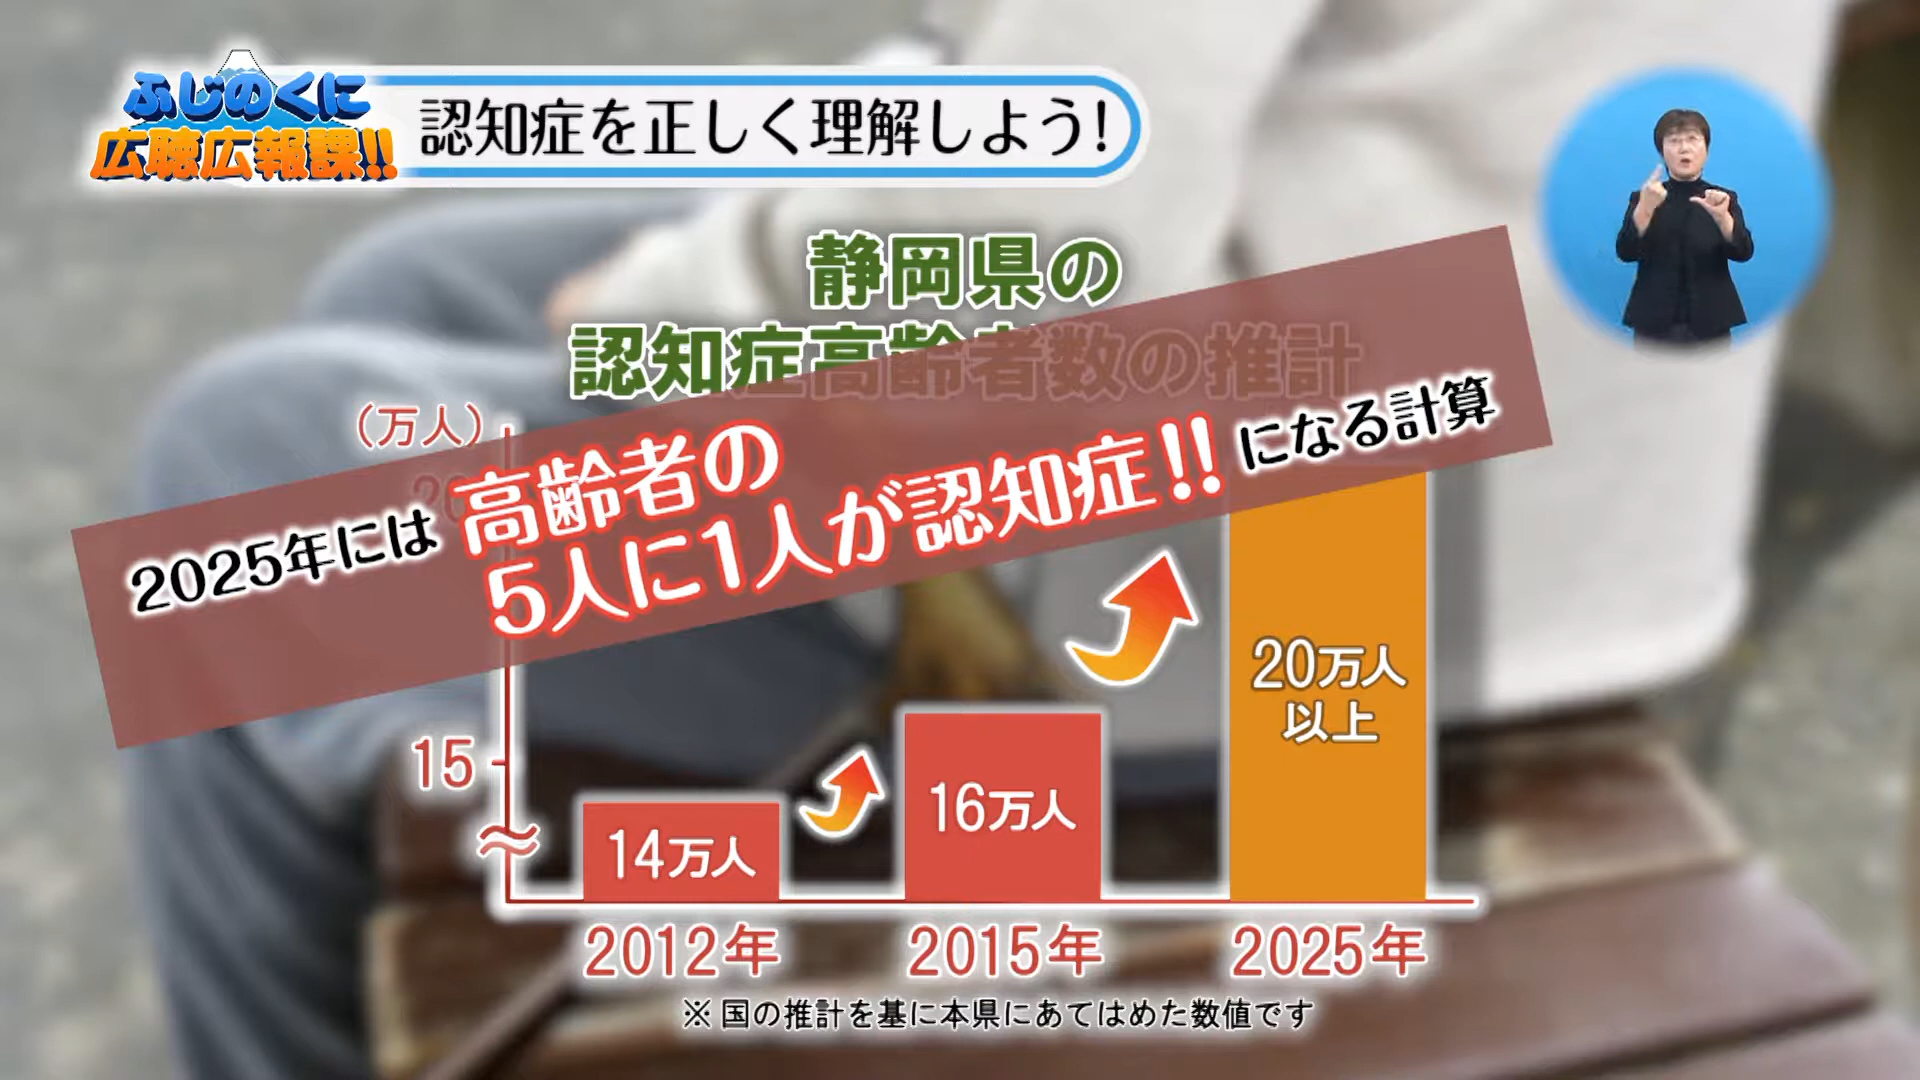 ふじのくに
広聴広報課!!
認知症を正しく理解しよう!
静岡県の
認知症高齢者数の推計
(万人)
20
2025年には
高齢者の
5人に1人が認知症!!
になる計算
15
14万人
16万人
20万人
以上
2012年
2015年
2025年
※国の推計を基に本県にあてはめた数値です